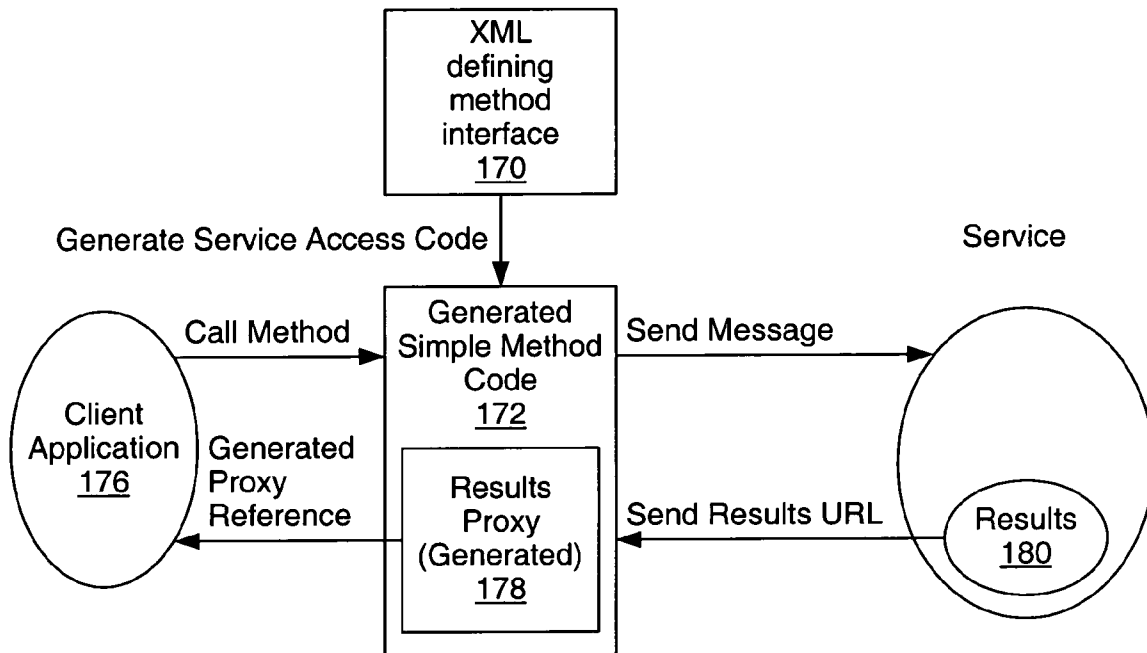 XML
defining
method
interface
170
Generate Service Access Code
Service
Call Method
Generated
Simple Method
Code
172
Send Message
Client
Application
176
Generated
Proxy
Reference
Results
Proxy
(Generated)
178
Send Results URL
Results
180